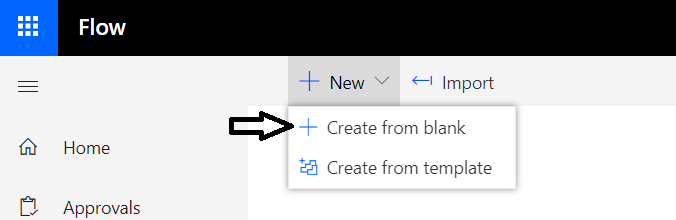 Flow
New
Import
Create from blank
Home
Create from template
Approvals